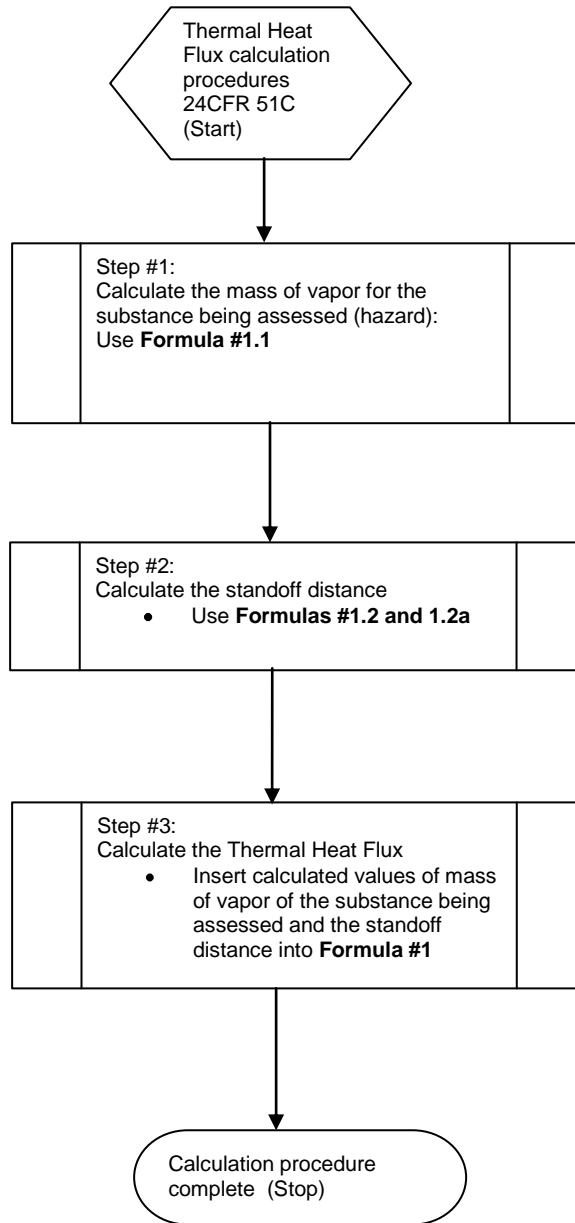 Thermal Heat
Flux calculation
procedures
24CFR 51C
(Start)
Step #1:
Calculate the mass of vapor for the
substance being assessed (hazard):
Use Formula #1.1
Step #2:
Calculate the standoff distance
• Use Formulas #1.2 and 1.2a
Step #3:
Calculate the Thermal Heat Flux
• Insert calculated values of mass
of vapor of the substance being
assessed and the standoff
distance into Formula #1
Calculation procedure
complete (Stop)